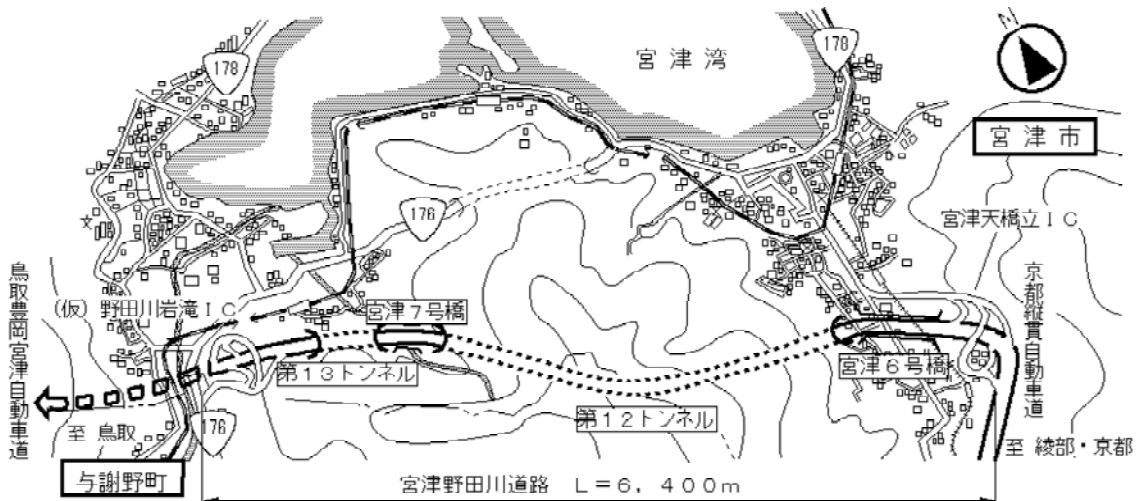 N
178
宮津湾
178
宮津市
176
宮津天橋立ＩＣ
鳥取豊岡宮津自動車道
(仮) 野田川岩滝ＩＣ
宮津７号橋
京都縦貫自動車道
第１３トンネル
宮津６号橋
第１２トンネル
至 鳥取
176
至 綾部・京都
与謝野町
宮津野田川道路　Ｌ＝６，４００ｍ
文